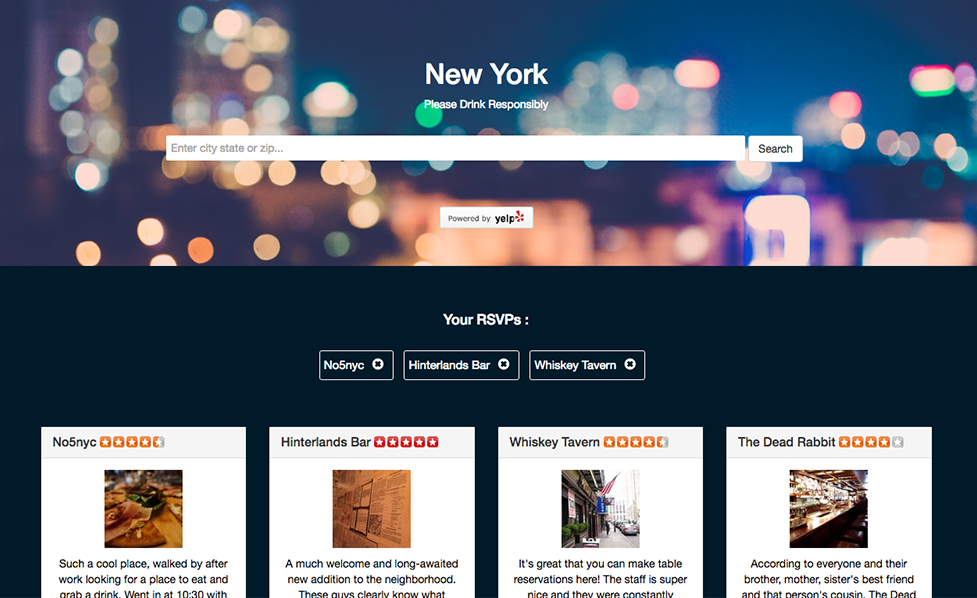 New York
Please Drink Responsibly
Enter city state or zip...
Search
Powered by yelp
Your RSVPs :
No5nyc
Hinterlands Bar
Whiskey Tavern
No5nyc
Such a cool place, walked by after
work looking for a place to eat and
grab a drink. Went in at 10:30 with
Hinterlands Bar
A much welcome and long-awaited
new addition to the neighborhood.
These guys clearly know what
Whiskey Tavern
It's great that you can make table
reservations here! The staff is super
nice and they were constantly
The Dead Rabbit
According to everyone and their
brother, mother, sister's best friend
and that person's cousin. The Dead